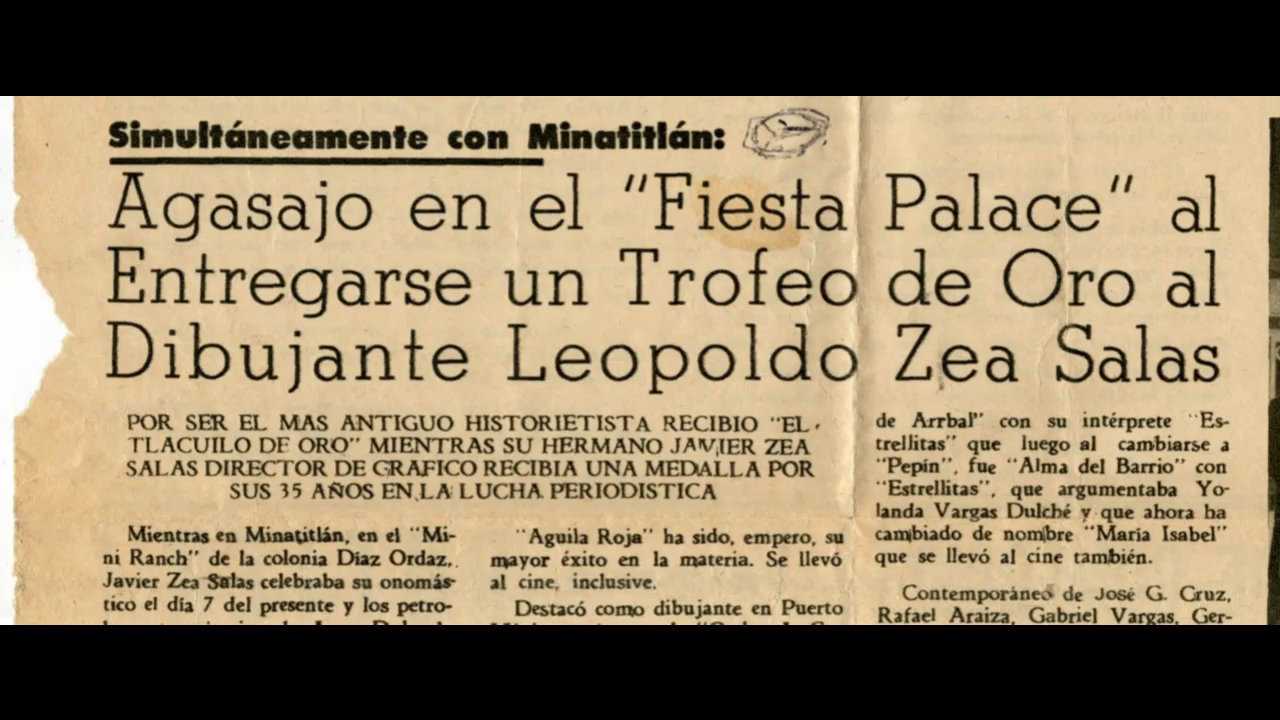 Simultáneamente con Minatitlán:
Agasajo en el "Fiesta Palace" al
Entregarse un Trofeo de Oro al
Dibujante Leopoldo Zea Salas
POR SER EL MAS ANTIGUO HISTORIETISTA RECIBIO "EL
TLACUILO DE ORO" MIENTRAS SU HERMANO JAVIER ZEA
SALAS DIRECTOR DE GRAFICO RECIBIA UNA MEDALLA POR
SUS 35 AÑOS EN LA LUCHA PERIODISTICA
Mientras en Minatitlán, en el "Mi-
ni Ranch" de la colonia Díaz Ordaz,
Javier Zea Salas celebraba su onomás-
tico el día 7 del presente y los petro-
"Aguila Roja" ha sido, empero, su
mayor éxito en la materia. Se llevó
al cine, inclusive.
Destacó como dibujante en Puerto
de Arrbal" con su intérprete "Es-
trellitas" que luego al cambiarse a
"Pepín", fue "Alma del Barrio" con
"Estrellitas", que argumentaba Yo-
landa Vargas Dulché y que ahora ha
cambiado de nombre "María Isabel"
que se llevó al cine también.
Contemporáneo de José G. Cruz,
Rafael Araiza, Gabriel Vargas, Ger-